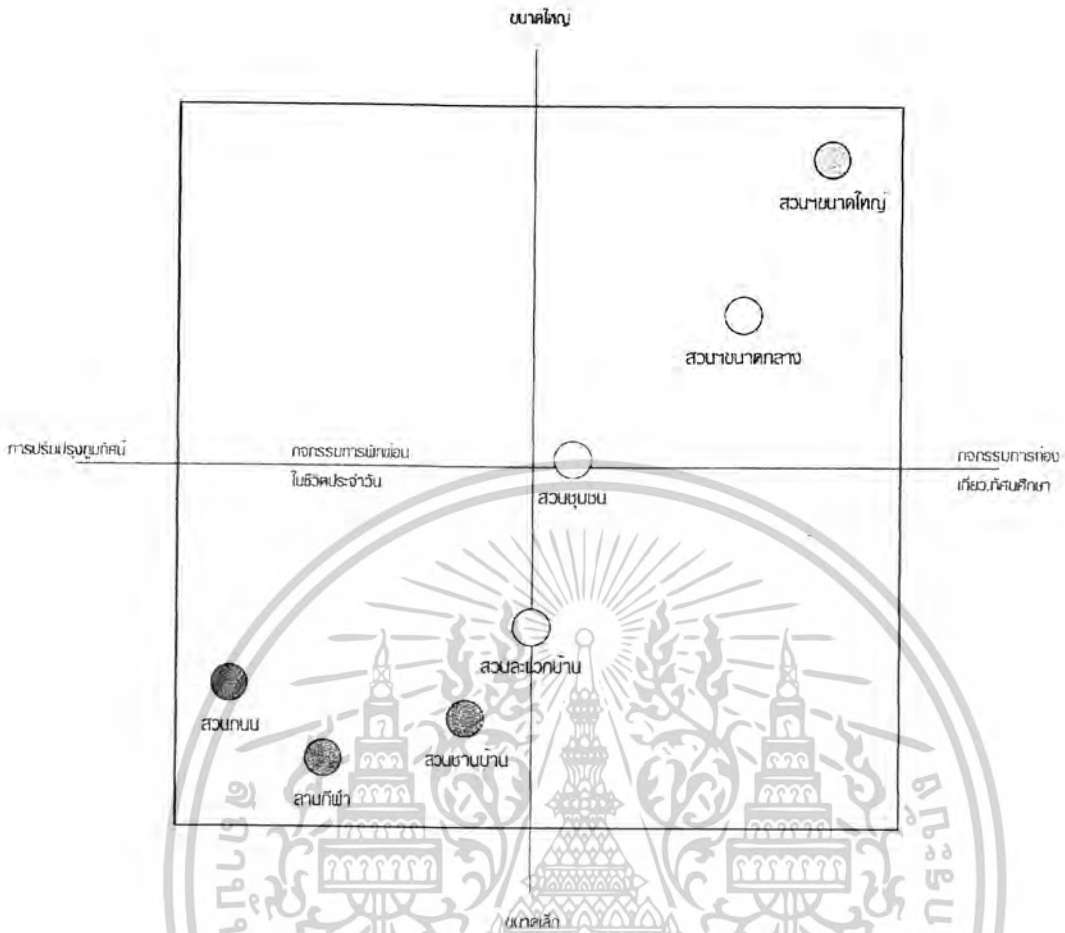 ขนาดใหญ่
สวนฯขนาดใหญ่
สวนฯขนาดกลาง
การปรับปรุงภูมิทัศน์
กิจกรรมการพักผ่อน
ในชีวิตประจำวัน
กิจกรรมการท่อง
เที่ยว,ทัศนศึกษา
สวนชุมชน
สวนละแวกบ้าน
สวนถนน
สวนชานบ้าน
ลานกีฬา
ขนาดเล็ก